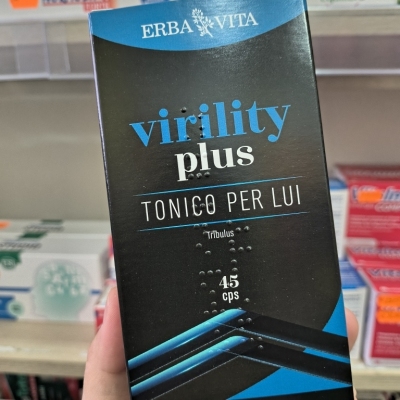 ERBA VITA
virility
plus
TONICO PER LUI
Tribulus
45
cps